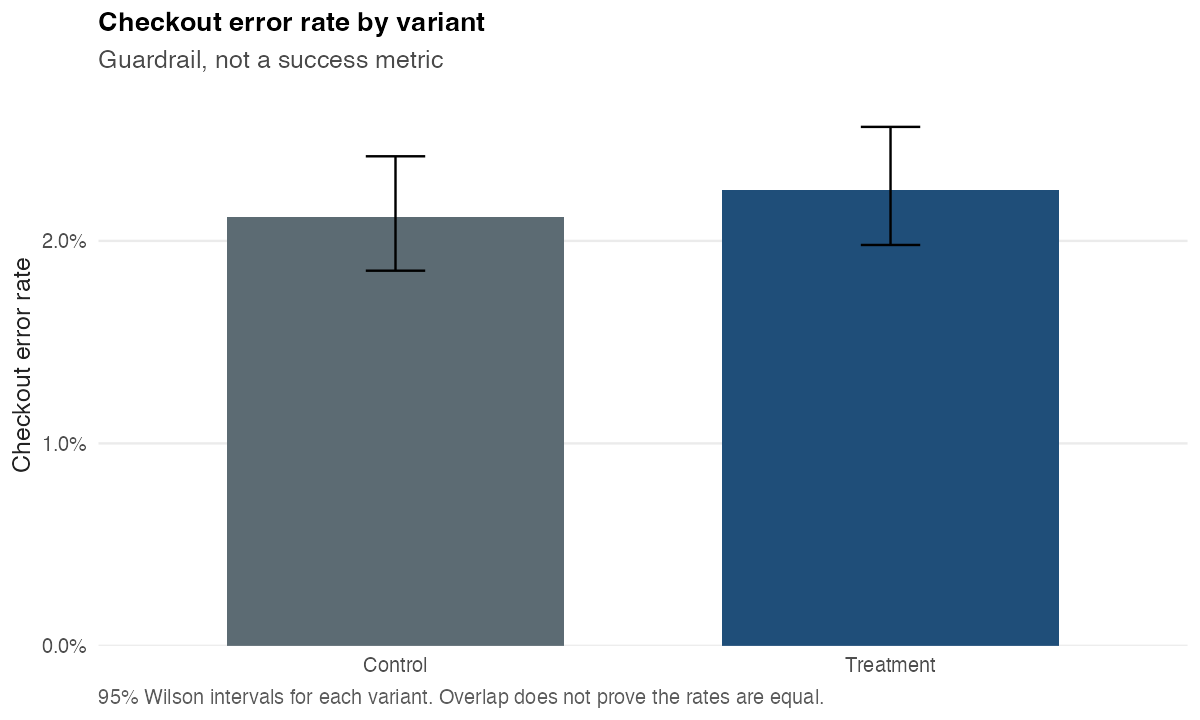 Checkout error rate by variant
Guardrail, not a success metric
Checkout error rate
2.0%
1.0%
0.0%
Control
Treatment
95% Wilson intervals for each variant. Overlap does not prove the rates are equal.